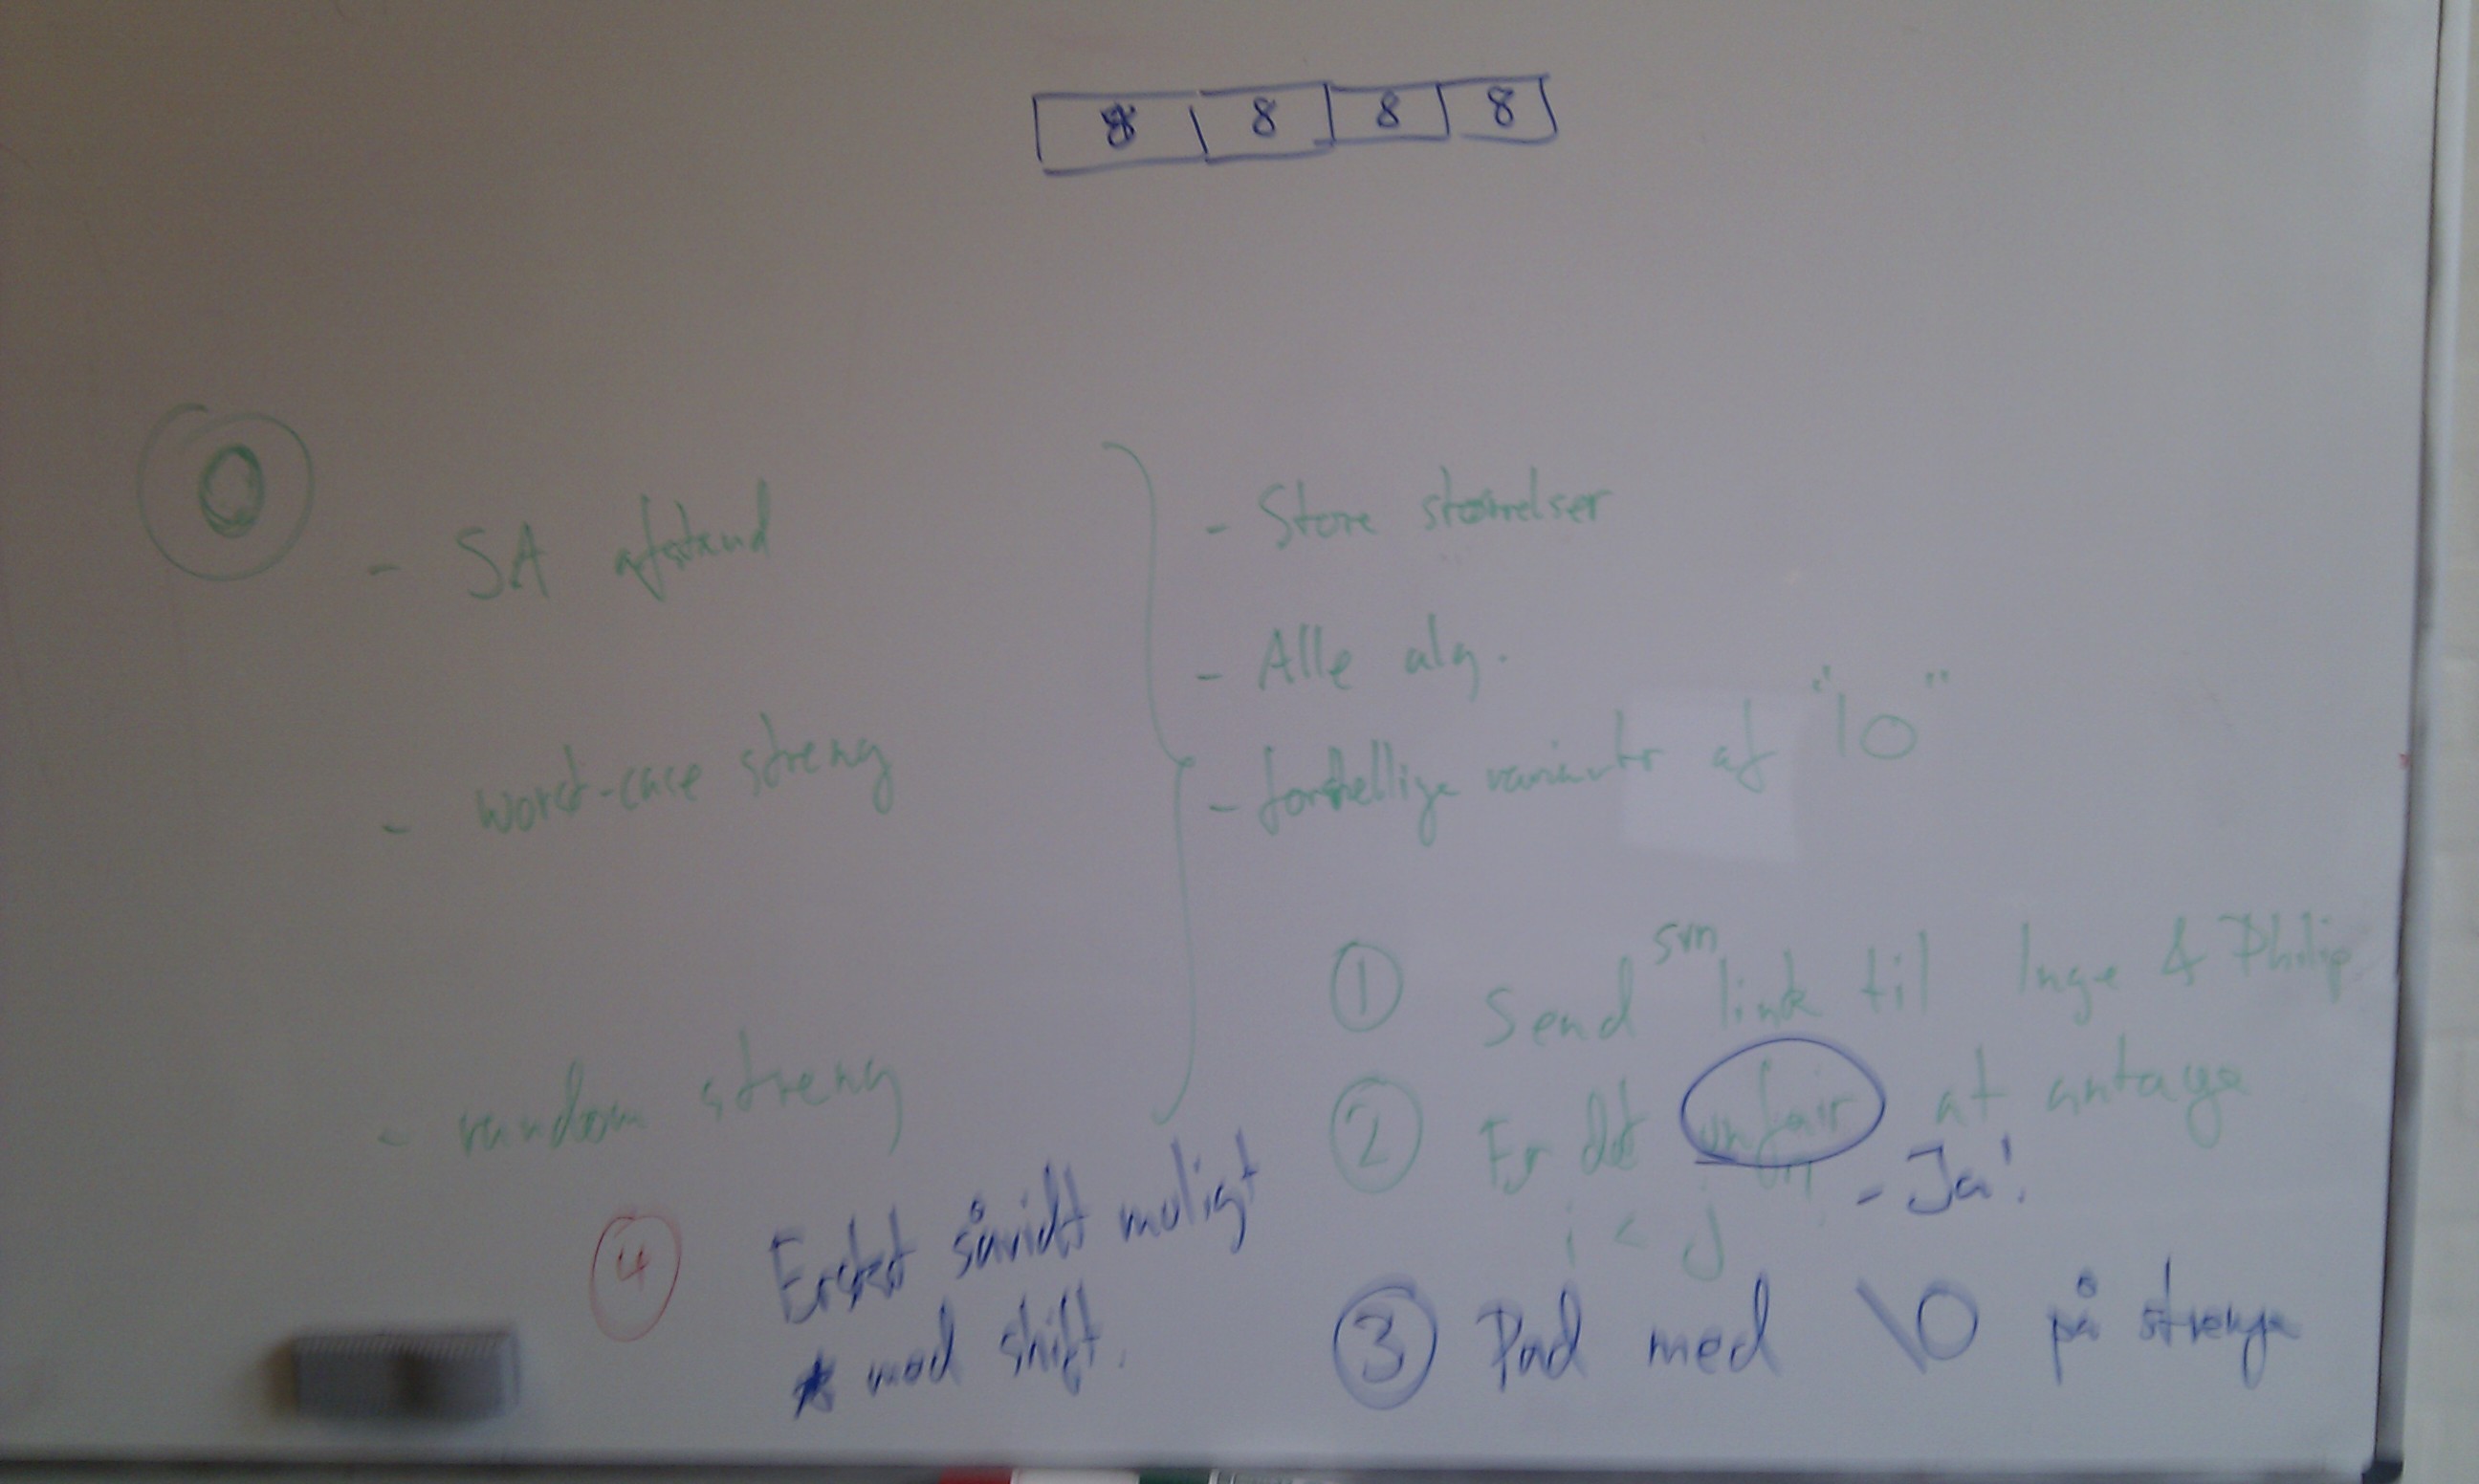 8 8 8 8
0
- SA afstand
- worst-case streng
- random streng
- Store størrelser
- Alle alg.
- forskellige varianter af "10"
① Send svn link til Inge & Philip
② Er det unfair at antage
i < j - Ja!
③ Pad med \0 på strenge
④ Erstat såvidt muligt
* med shift.